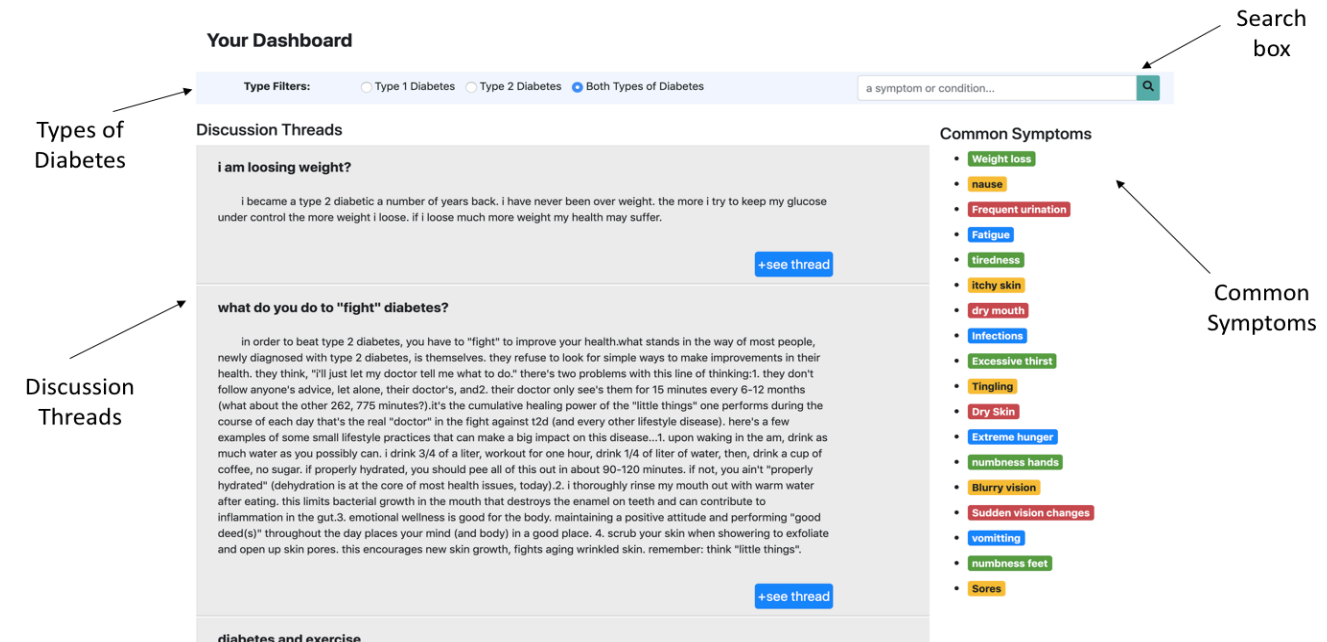 Search
box
Your Dashboard
Type Filters:
Type 1 Diabetes
Type 2 Diabetes
Both Types of Diabetes
a symptom or condition...
Types of
Diabetes
Discussion Threads
i am loosing weight?
i became a type 2 diabetic a number of years back. i have never been over weight. the more i try to keep my glucose
under control the more weight i loose. if i loose much more weight my health may suffer.
+see thread
what do you do to "fight" diabetes?
in order to beat type 2 diabetes, you have to "fight" to improve your health.what stands in the way of most people,
newly diagnosed with type 2 diabetes, is themselves. they refuse to look for simple ways to make improvements in their
health. they think, "i'll just let my doctor tell me what to do." there's two problems with this line of thinking:1. they don't
follow anyone's advice, let alone, their doctor's, and2. their doctor only see's them for 15 minutes every 6-12 months
(what about the other 262, 775 minutes?).it's the cumulative healing power of the "little things" one performs during the
course of each day that's the real "doctor" in the fight against t2d (and every other lifestyle disease). here's a few
examples of some small lifestyle practices that can make a big impact on this disease...1. upon waking in the am, drink as
much water as you possibly can. i drink 3/4 of a liter, workout for one hour, drink 1/4 of liter of water, then, drink a cup of
coffee, no sugar. if properly hydrated, you should pee all of this out in about 90-120 minutes. if not, you ain't "properly
hydrated" (dehydration is at the core of most health issues, today).2. i thoroughly rinse my mouth out with warm water
after eating. this limits bacterial growth in the mouth that destroys the enamel on teeth and can contribute to
inflammation in the gut.3. emotional wellness is good for the body. maintaining a positive attitude and performing "good
deed(s)" throughout the day places your mind (and body) in a good place. 4. scrub your skin when showering to exfoliate
and open up skin pores. this encourages new skin growth, fights aging wrinkled skin. remember: think "little things".
+see thread
diabetes and exercise
Discussion
Threads
Common Symptoms
Weight loss
nause
Frequent urination
Fatigue
tiredness
itchy skin
dry mouth
Infections
Excessive thirst
Tingling
Dry Skin
Extreme hunger
numbness hands
Blurry vision
Sudden vision changes
vomitting
numbness feet
Sores
Common
Symptoms